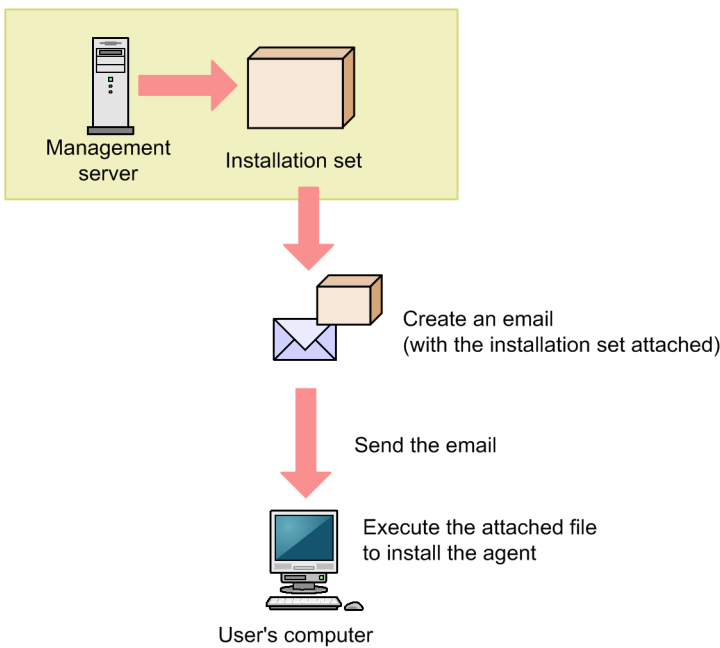 Management
server
Installation set
Create an email
(with the installation set attached)
Send the email
Execute the attached file
to install the agent
User's computer